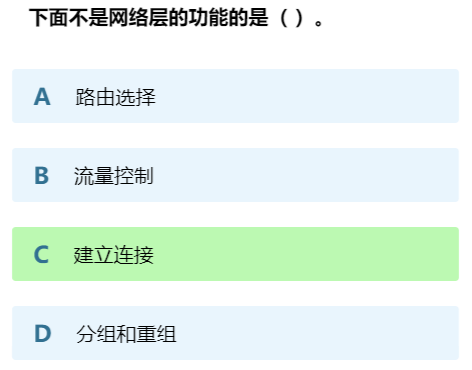 下面不是网络层的功能的是（ ）。
A 路由选择
B 流量控制
C 建立连接
D 分组和重组